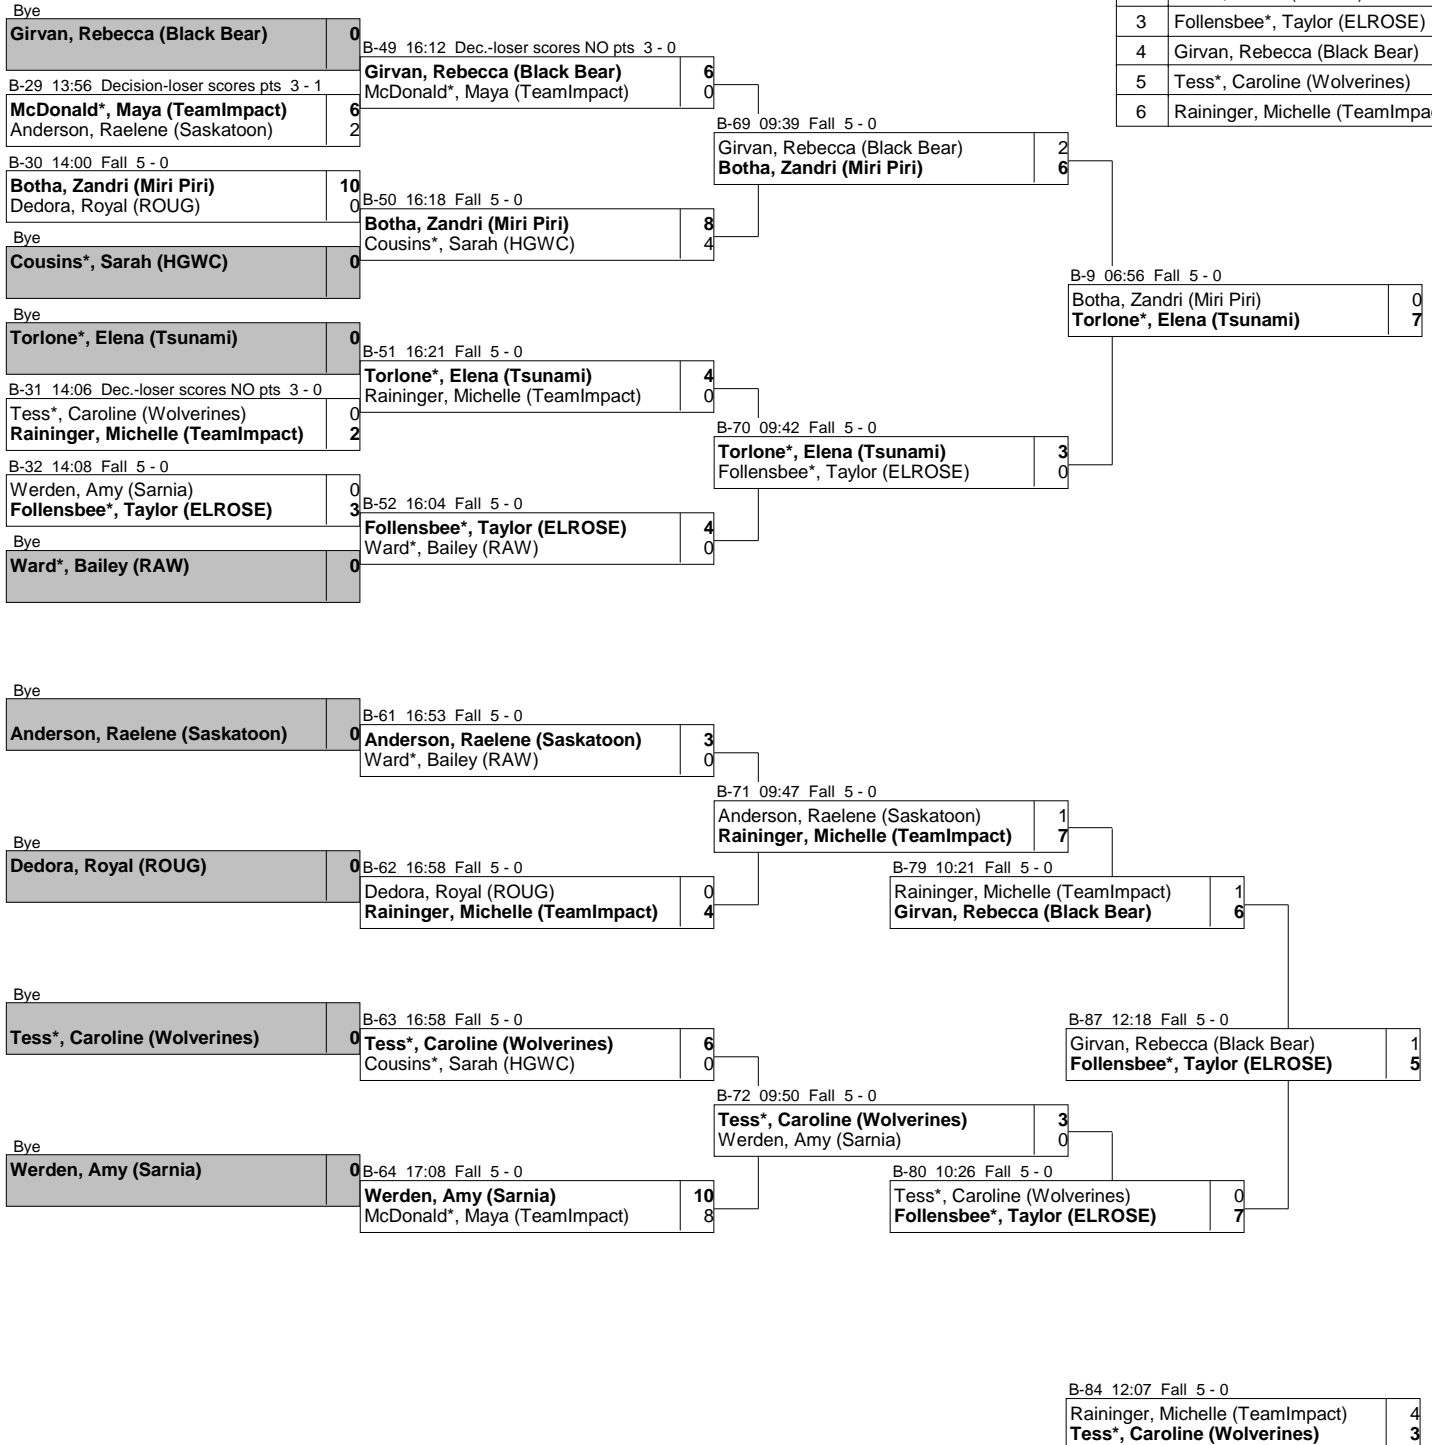 3 Follensbee*, Taylor (ELROSE)
4 Girvan, Rebecca (Black Bear)
5 Tess*, Caroline (Wolverines)
6 Raininger, Michelle
Bye
Girvan, Rebecca (Black Bear) 0
B-29 13:56 Decision-loser scores pts 3 - 1
McDonald*, Maya (TeamImpact) 6
Anderson, Raelene (Saskatoon) 2
B-30 14:00 Fall 5 - 0
Botha, Zandri (Miri Piri) 10
Dedora, Royal (ROUG) 0
Bye
Cousins*, Sarah (HGWC) 0
Bye
Torlone*, Elena (Tsunami) 0
B-31 14:06 Dec.-loser scores NO pts 3 - 0
Tess*, Caroline (Wolverines) 0
Raininger, Michelle (TeamImpact) 2
B-32 14:08 Fall 5 - 0
Werden, Amy (Sarnia) 0
Follensbee*, Taylor (ELROSE) 3
Bye
Ward*, Bailey (RAW) 0
B-49 16:12 Dec.-loser scores NO pts 3 - 0
Girvan, Rebecca (Black Bear) 6
McDonald*, Maya (TeamImpact) 0
B-50 16:18 Fall 5 - 0
Botha, Zandri (Miri Piri) 8
Cousins*, Sarah (HGWC) 4
B-51 16:21 Fall 5 - 0
Torlone*, Elena (Tsunami) 4
Raininger, Michelle (TeamImpact) 0
B-52 16:04 Fall 5 - 0
Follensbee*, Taylor (ELROSE) 4
Ward*, Bailey (RAW) 0
B-69 09:39 Fall 5 - 0
Girvan, Rebecca (Black Bear) 2
Botha, Zandri (Miri Piri) 6
B-70 09:42 Fall 5 - 0
Torlone*, Elena (Tsunami) 3
Follensbee*, Taylor (ELROSE) 0
B-9 06:56 Fall 5 - 0
Botha, Zandri (Miri Piri) 0
Torlone*, Elena (Tsunami) 7
Bye
Anderson, Raelene (Saskatoon) 0
Bye
Dedora, Royal (ROUG) 0
Bye
Tess*, Caroline (Wolverines) 0
Bye
Werden, Amy (Sarnia) 0
B-61 16:53 Fall 5 - 0
Anderson, Raelene (Saskatoon) 3
Ward*, Bailey (RAW) 0
B-62 16:58 Fall 5 - 0
Dedora, Royal (ROUG) 0
Raininger, Michelle (TeamImpact) 4
B-63 16:58 Fall 5 - 0
Tess*, Caroline (Wolverines) 6
Cousins*, Sarah (HGWC) 0
B-64 17:08 Fall 5 - 0
Werden, Amy (Sarnia) 10
McDonald*, Maya (TeamImpact) 8
B-71 09:47 Fall 5 - 0
Anderson, Raelene (Saskatoon) 1
Raininger, Michelle (TeamImpact) 7
B-72 09:50 Fall 5 - 0
Tess*, Caroline (Wolverines) 3
Werden, Amy (Sarnia) 0
B-79 10:21 Fall 5 - 0
Raininger, Michelle (TeamImpact) 1
Girvan, Rebecca (Black Bear) 6
B-80 10:26 Fall 5 - 0
Tess*, Caroline (Wolverines) 0
Follensbee*, Taylor (ELROSE) 7
B-87 12:18 Fall 5 - 0
Girvan, Rebecca (Black Bear) 1
Follensbee*, Taylor (ELROSE) 5
B-84 12:07 Fall 5 - 0
Raininger, Michelle (TeamImpact) 4
Tess*, Caroline (Wolverines) 3